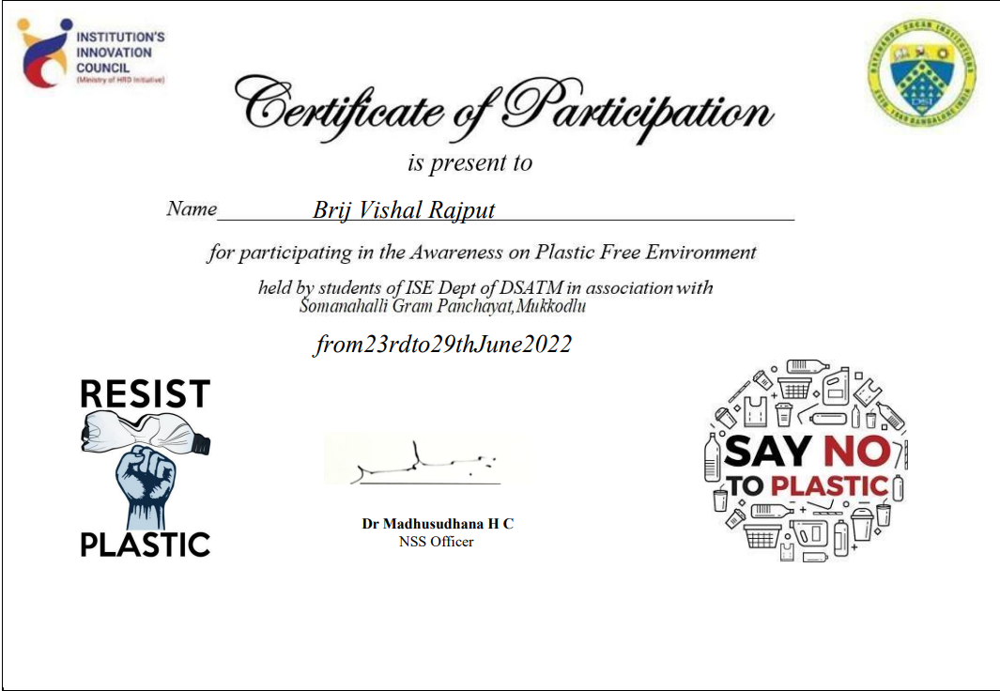 INSTITUTION'S
INNOVATION
COUNCIL
(Ministry of HRD Initiative)
DAYANANDA SAGAR INSTITUTIONS
DSI
ESTD. 1960 BANGALORE INDIA
Certificate of Participation
is present to
Name Brij Vishal Rajput
for participating in the Awareness on Plastic Free Environment
held by students of ISE Dept of DSATM in association with
Somanahalli Gram Panchayat,Mukkodlu
from23rdto29thJune2022
RESIST
PLASTIC
Dr Madhusudhana H C
NSS Officer
SAY NO
TO PLASTIC